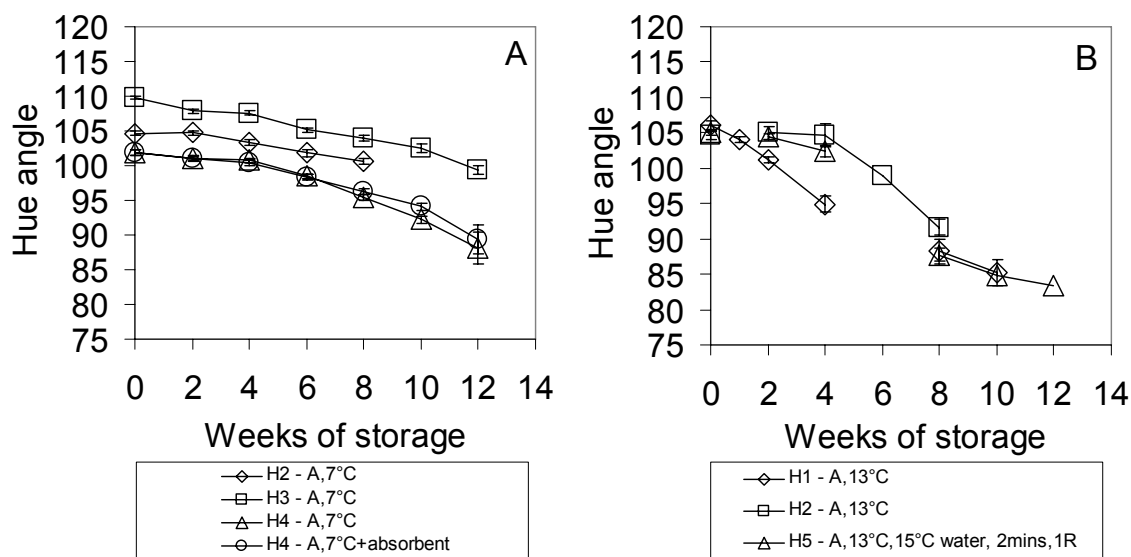 A
Hue angle
120
115
110
105
100
95
90
85
80
75
0 2 4 6 8 10 12 14
Weeks of storage
H2 - A,7°C
H3 - A,7°C
H4 - A,7°C
H4 - A,7°C+absorbent
B
Hue angle
120
115
110
105
100
95
90
85
80
75
0 2 4 6 8 10 12 14
Weeks of storage
H1 - A,13°C
H2 - A,13°C
H5 - A,13°C,15°C water, 2mins,1R